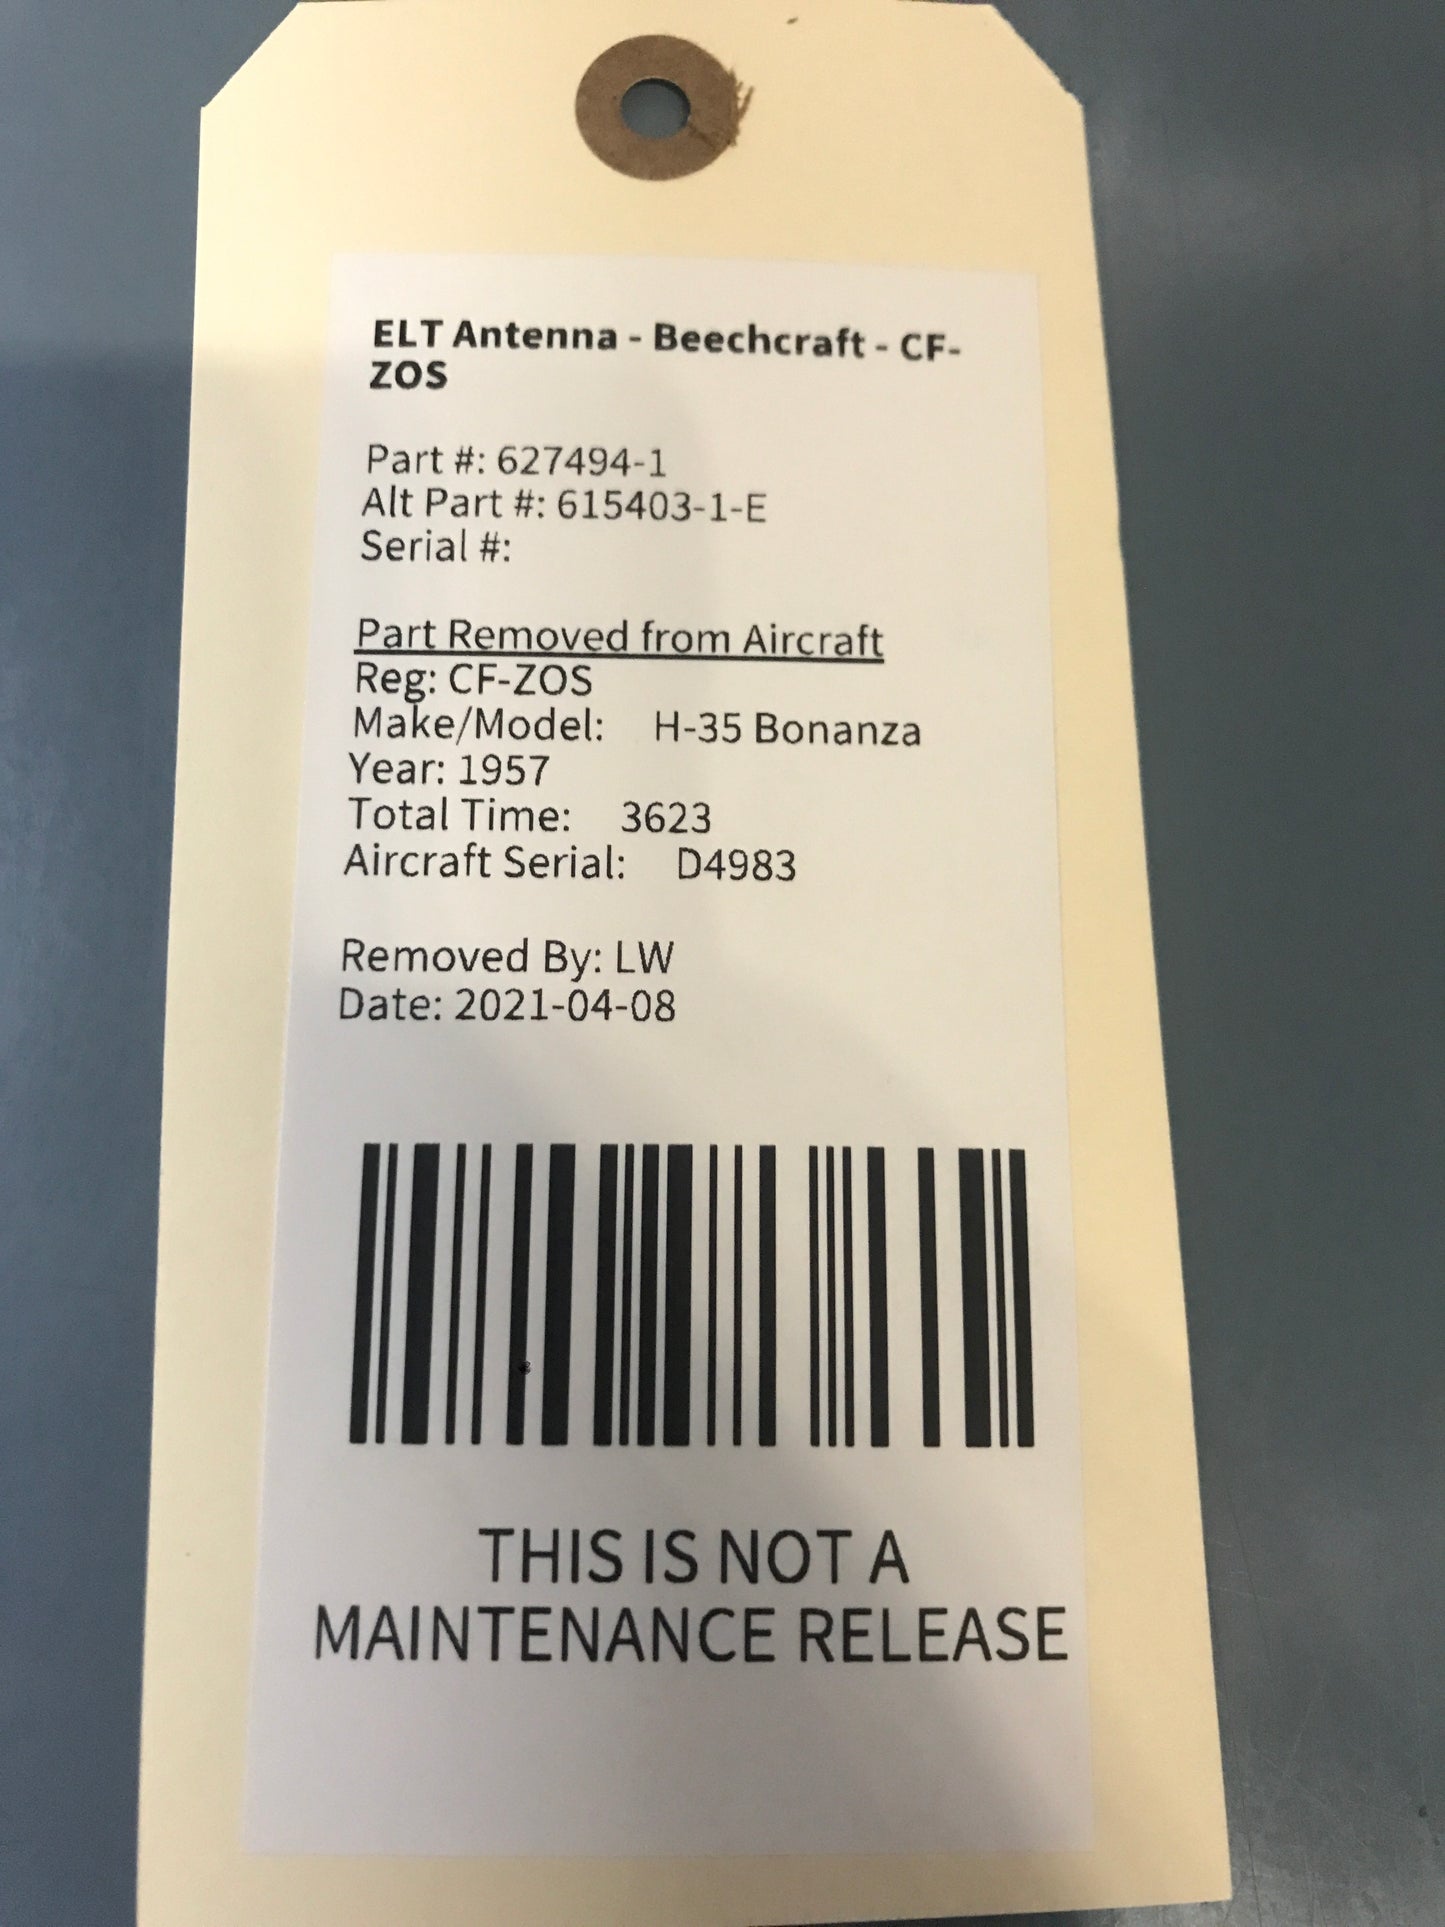 ELT Antenna - Beechcraft - CF-
ZOS
Part #: 627494-1
Alt Part #: 615403-1-E
Serial #:
Part Removed from Aircraft
Reg: CF-ZOS
Make/Model: H-35 Bonanza
Year: 1957
Total Time: 3623
Aircraft Serial: D4983
Removed By: LW
Date: 2021-04-08
THIS IS NOT A
MAINTENANCE RELEASE